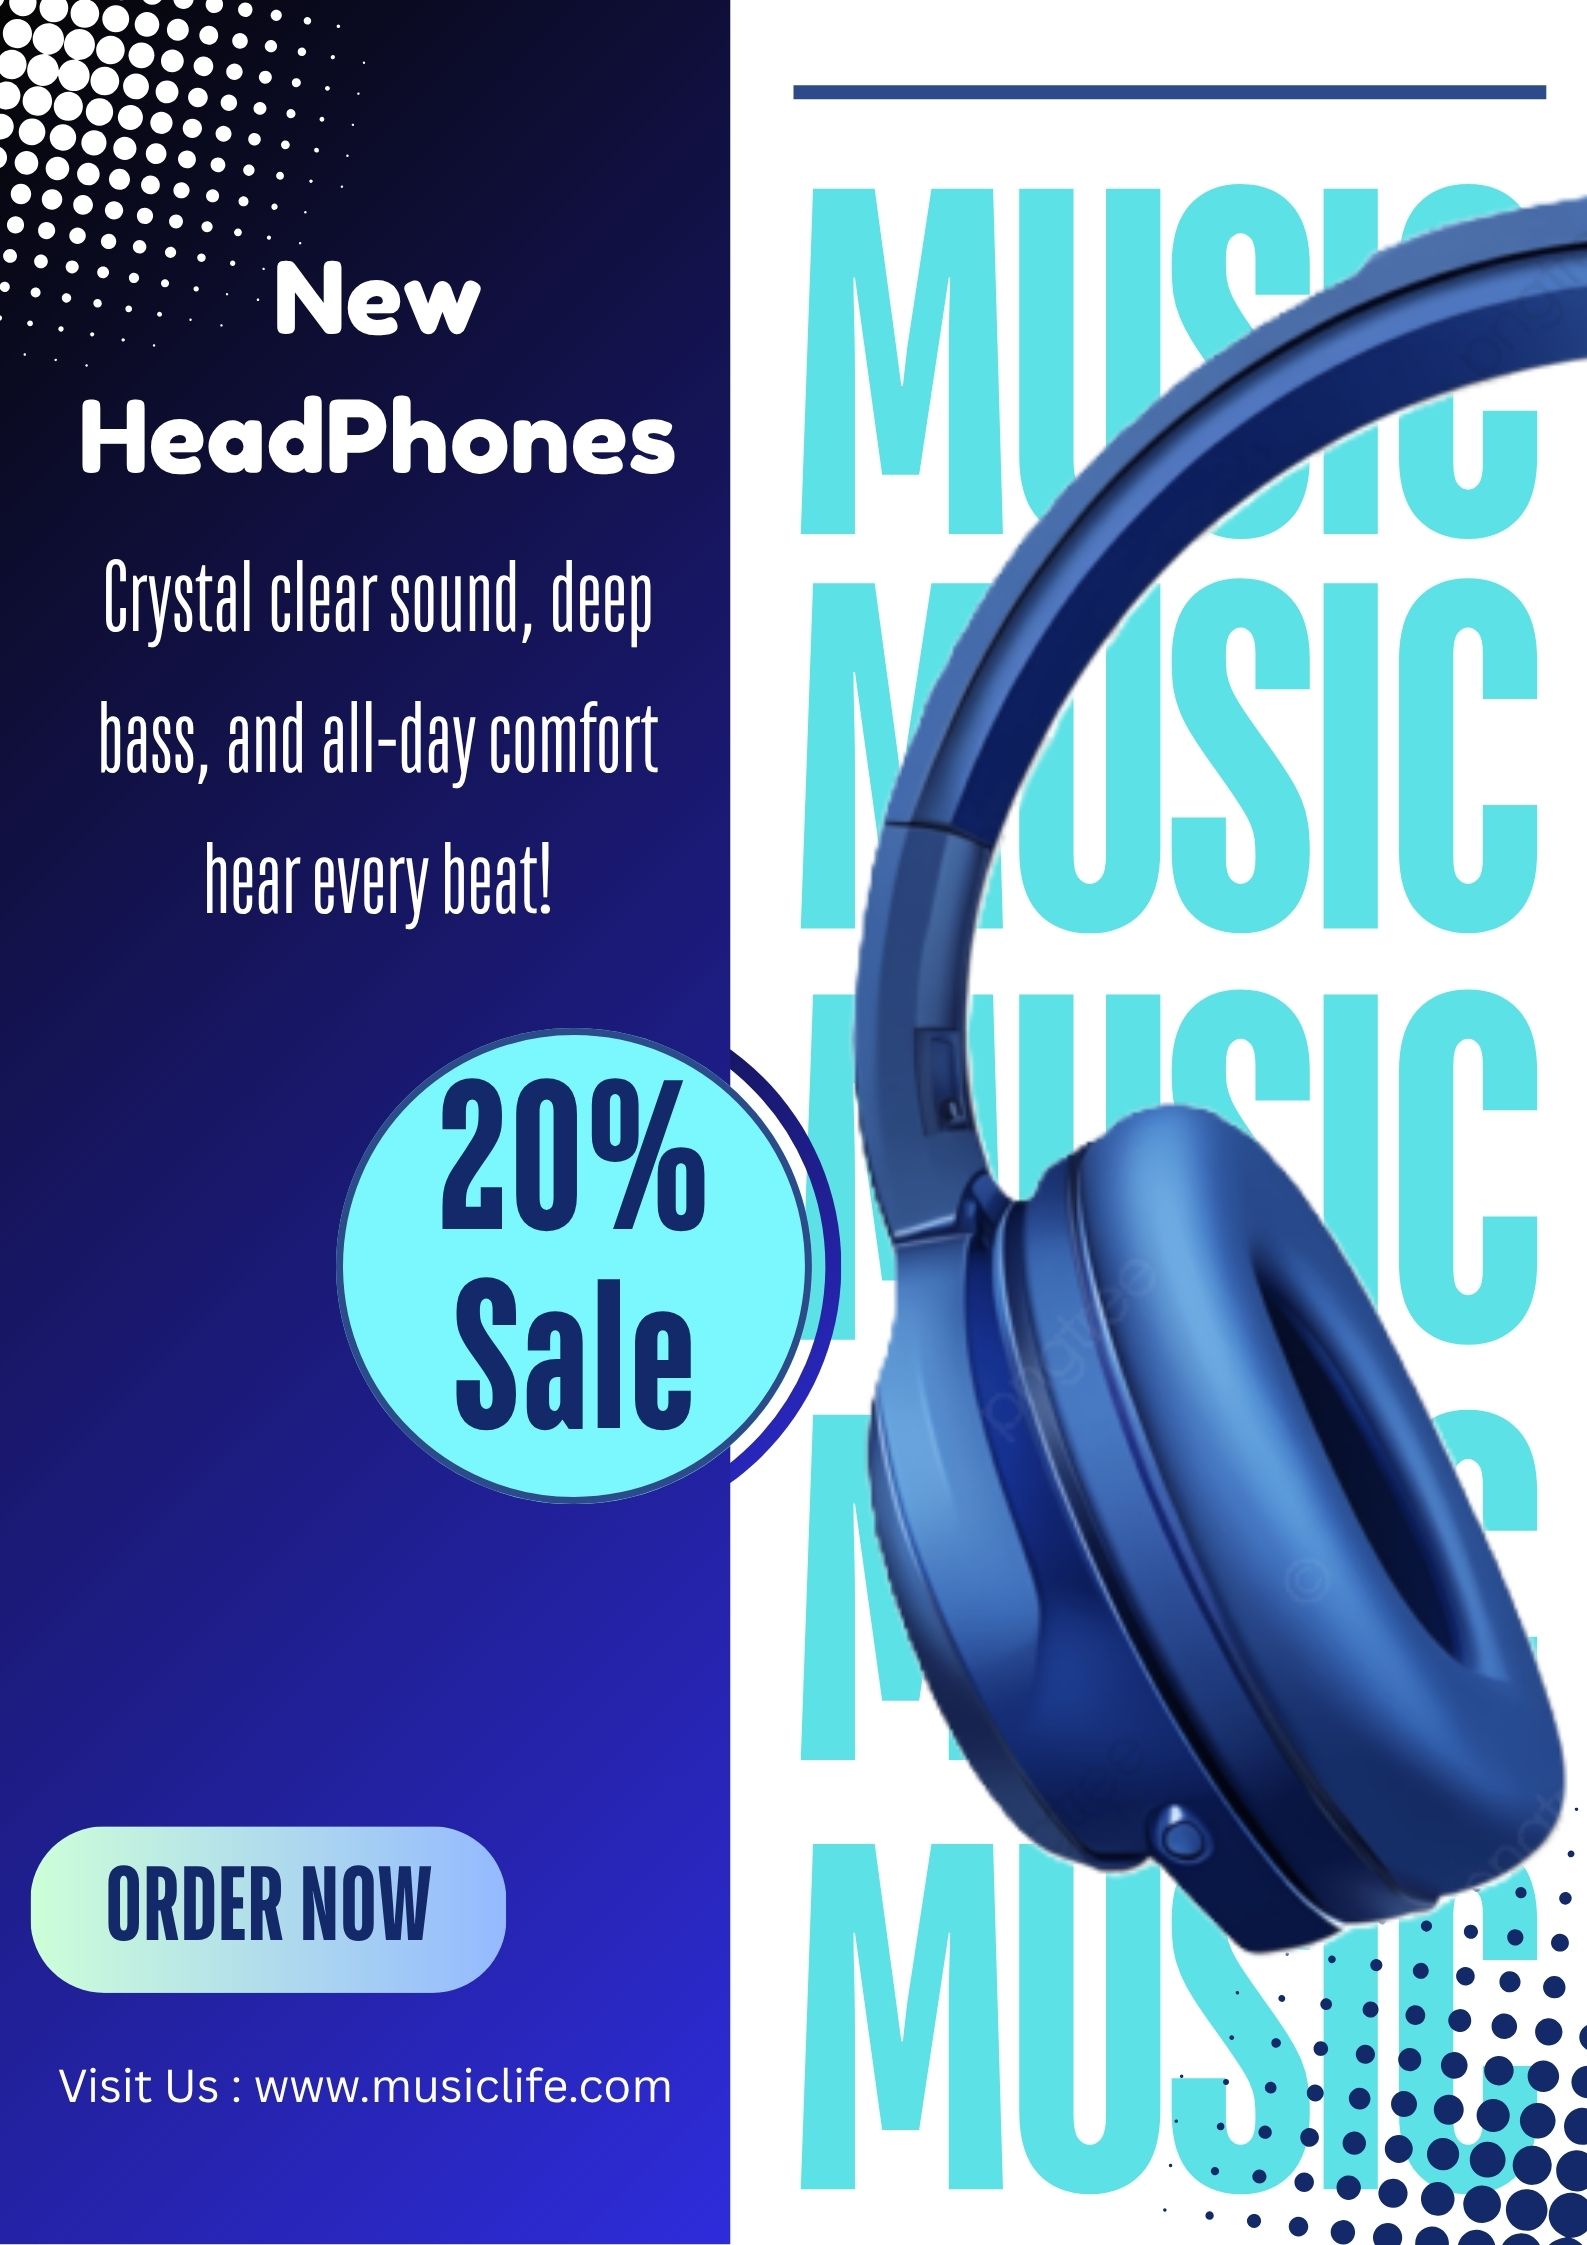 New
HeadPhones
Crystal clear sound, deep
bass, and all-day comfort
hear every beat!
20%
Sale
ORDER NOW
Visit Us : www.musiclife.com
MUSIC
MUSIC
MUSIC
MUSIC
MUSIC
pngtree
©